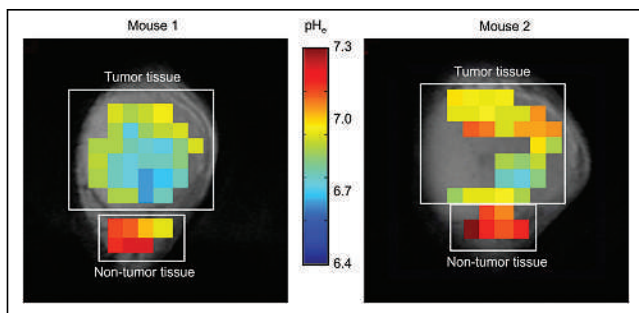 Mouse 1
pHe
Mouse 2
Tumor tissue
7.3
Tumor tissue
7.0
6.7
6.4
Non-tumor tissue
Non-tumor tissue